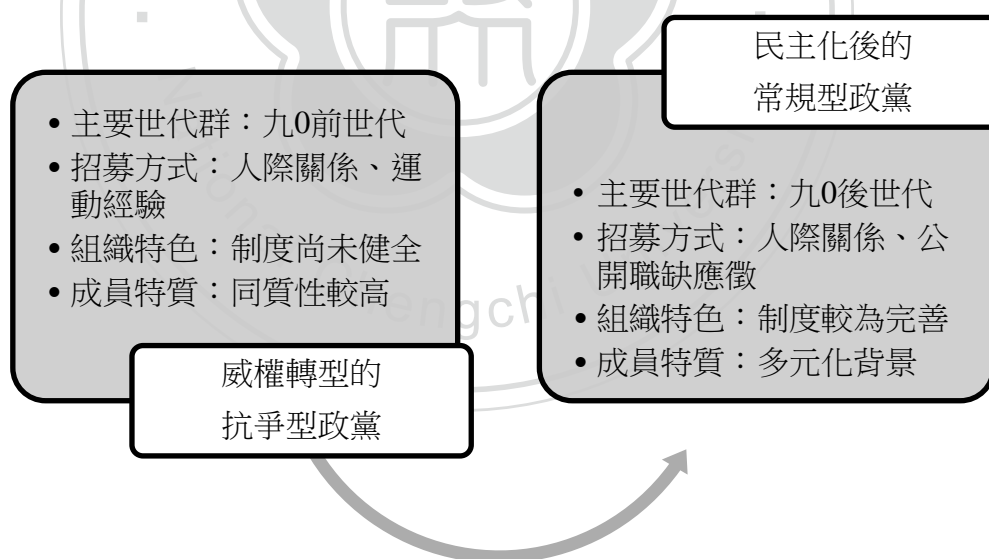 • 主要世代群：九0前世代
• 招募方式：人際關係、運
動經驗
• 組織特色：制度尚未健全
• 成員特質：同質性較高
威權轉型的
抗爭型政黨
民主化後的
常規型政黨
• 主要世代群：九0後世代
• 招募方式：人際關係、公
開職缺應徵
• 組織特色：制度較為完善
• 成員特質：多元化背景
engchi